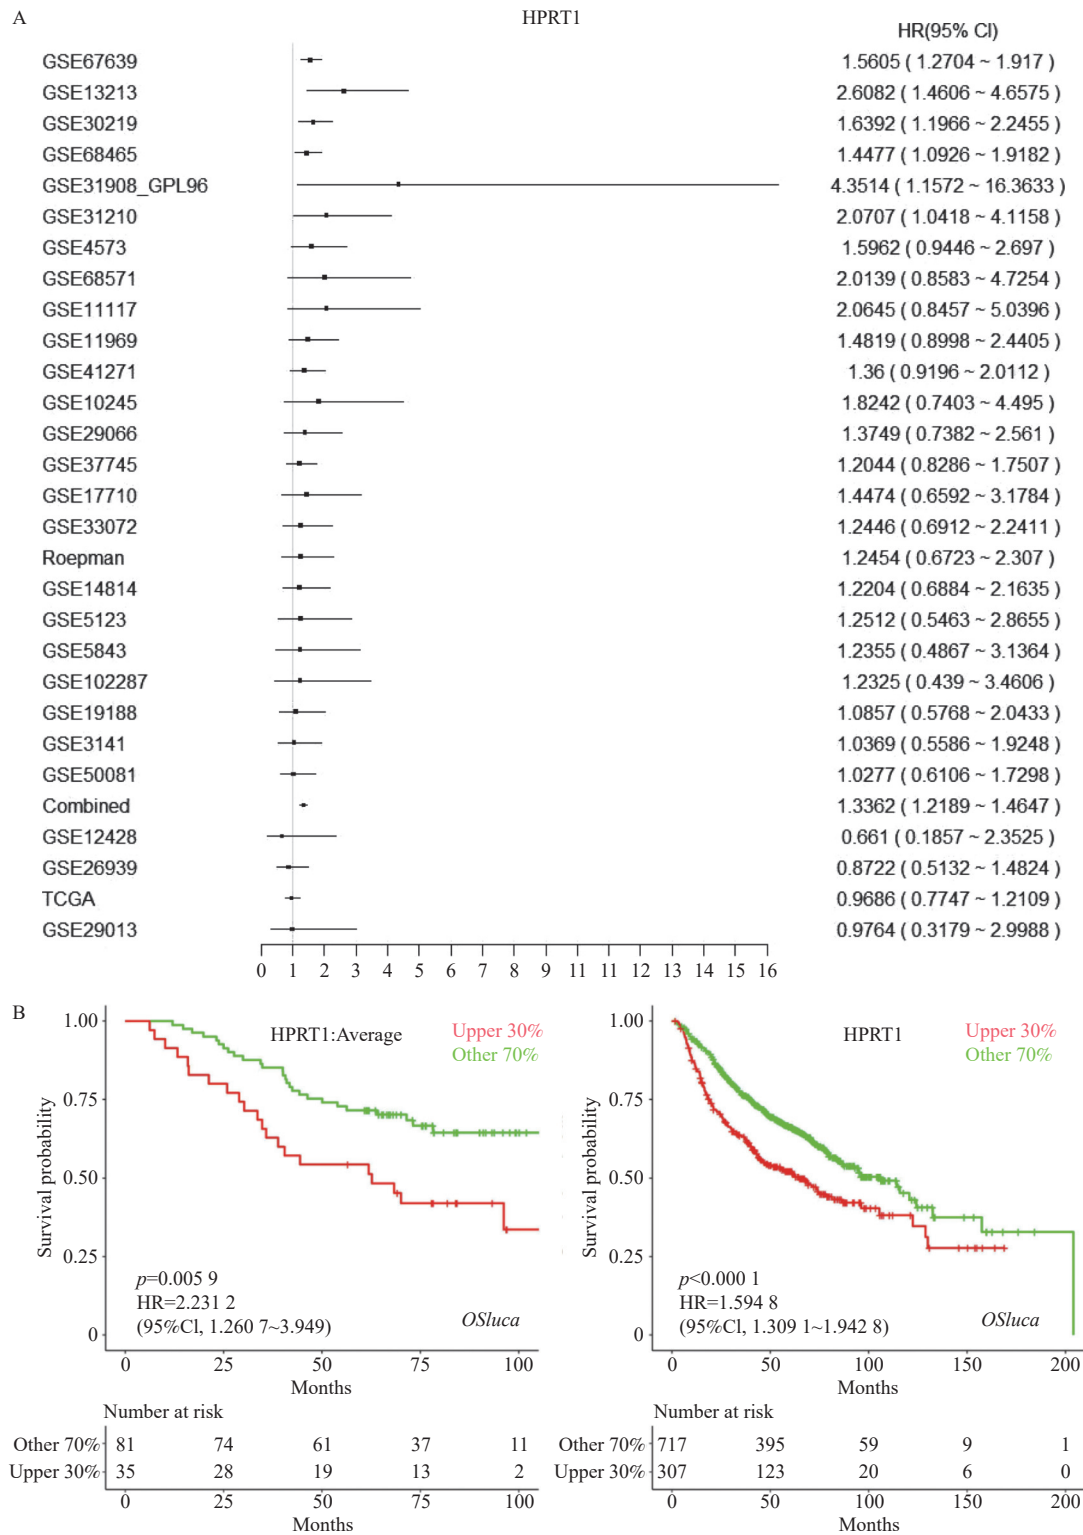 A
HPRT1
HR(95% CI)
GSE67639 1.5605 ( 1.2704 ~ 1.917 )
GSE13213 2.6082 ( 1.4606 ~ 4.6575 )
GSE30219 1.6392 ( 1.1966 ~ 2.2455 )
GSE68465 1.4477 ( 1.0926 ~ 1.9182 )
GSE31908_GPL96 4.3514 ( 1.1572 ~ 16.3633 )
GSE31210 2.0707 ( 1.0418 ~ 4.1158 )
GSE4573 1.5962 ( 0.9446 ~ 2.697 )
GSE68571 2.0139 ( 0.8583 ~ 4.7254 )
GSE11117 2.0645 ( 0.8457 ~ 5.0396 )
GSE11969 1.4819 ( 0.8998 ~ 2.4405 )
GSE41271 1.36 ( 0.9196 ~ 2.0112 )
GSE10245 1.8242 ( 0.7403 ~ 4.495 )
GSE29066 1.3749 ( 0.7382 ~ 2.561 )
GSE37745 1.2044 ( 0.8286 ~ 1.7507 )
GSE17710 1.4474 ( 0.6592 ~ 3.1784 )
GSE33072 1.2446 ( 0.6912 ~ 2.2411 )
Roepman 1.2454 ( 0.6723 ~ 2.307 )
GSE14814 1.2204 ( 0.6884 ~ 2.1635 )
GSE5123 1.2512 ( 0.5463 ~ 2.8655 )
GSE5843 1.2355 ( 0.4867 ~ 3.1364 )
GSE102287 1.2325 ( 0.439 ~ 3.4606 )
GSE19188 1.0857 ( 0.5768 ~ 2.0433 )
GSE3141 1.0369 ( 0.5586 ~ 1.9248 )
GSE50081 1.0277 ( 0.6106 ~ 1.7298 )
Combined 1.3362 ( 1.2189 ~ 1.4647 )
GSE12428 0.661 ( 0.1857 ~ 2.3525 )
GSE26939 0.8722 ( 0.5132 ~ 1.4824 )
TCGA 0.9686 ( 0.7747 ~ 1.2109 )
GSE29013 0.9764 ( 0.3179 ~ 2.9988 )
0 1 2 3 4 5 6 7 8 9 10 11 11 12 13 14 15 16
B
HPRT1:Average
Upper 30%
Other 70%
Survival probability
1.00
0.75
0.50
0.25
0
p=0.005 9
HR=2.231 2
(95%Cl, 1.260 7~3.949)
OSluca
0 25 50 75 100
Months
Number at risk
Other 70% 81 74 61 37 11
Upper 30% 35 28 19 13 2
0 25 50 75 100
Months
HPRT1
Upper 30%
Other 70%
Survival probability
1.00
0.75
0.50
0.25
0
p<0.000 1
HR=1.594 8
(95%Cl, 1.309 1~1.942 8)
OSluca
0 50 100 150 200
Months
Number at risk
Other 70% 717 395 59 9 1
Upper 30% 307 123 20 6 0
0 50 100 150 200
Months